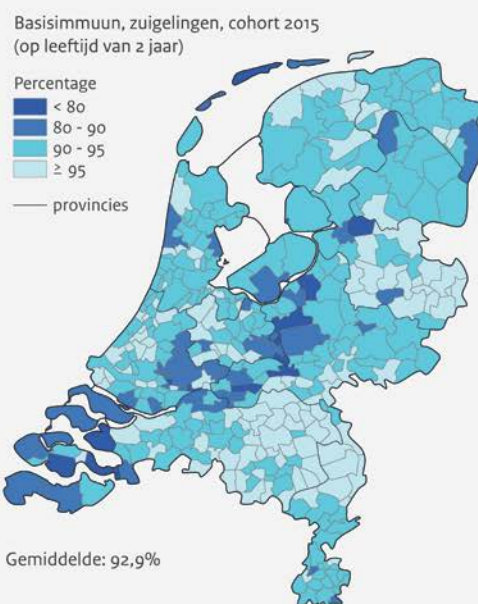 Basisimmuun, zuigelingen, cohort 2015
(op leeftijd van 2 jaar)
Percentage
< 80
80 - 90
90 - 95
≥ 95
provincies
Gemiddelde: 92,9%